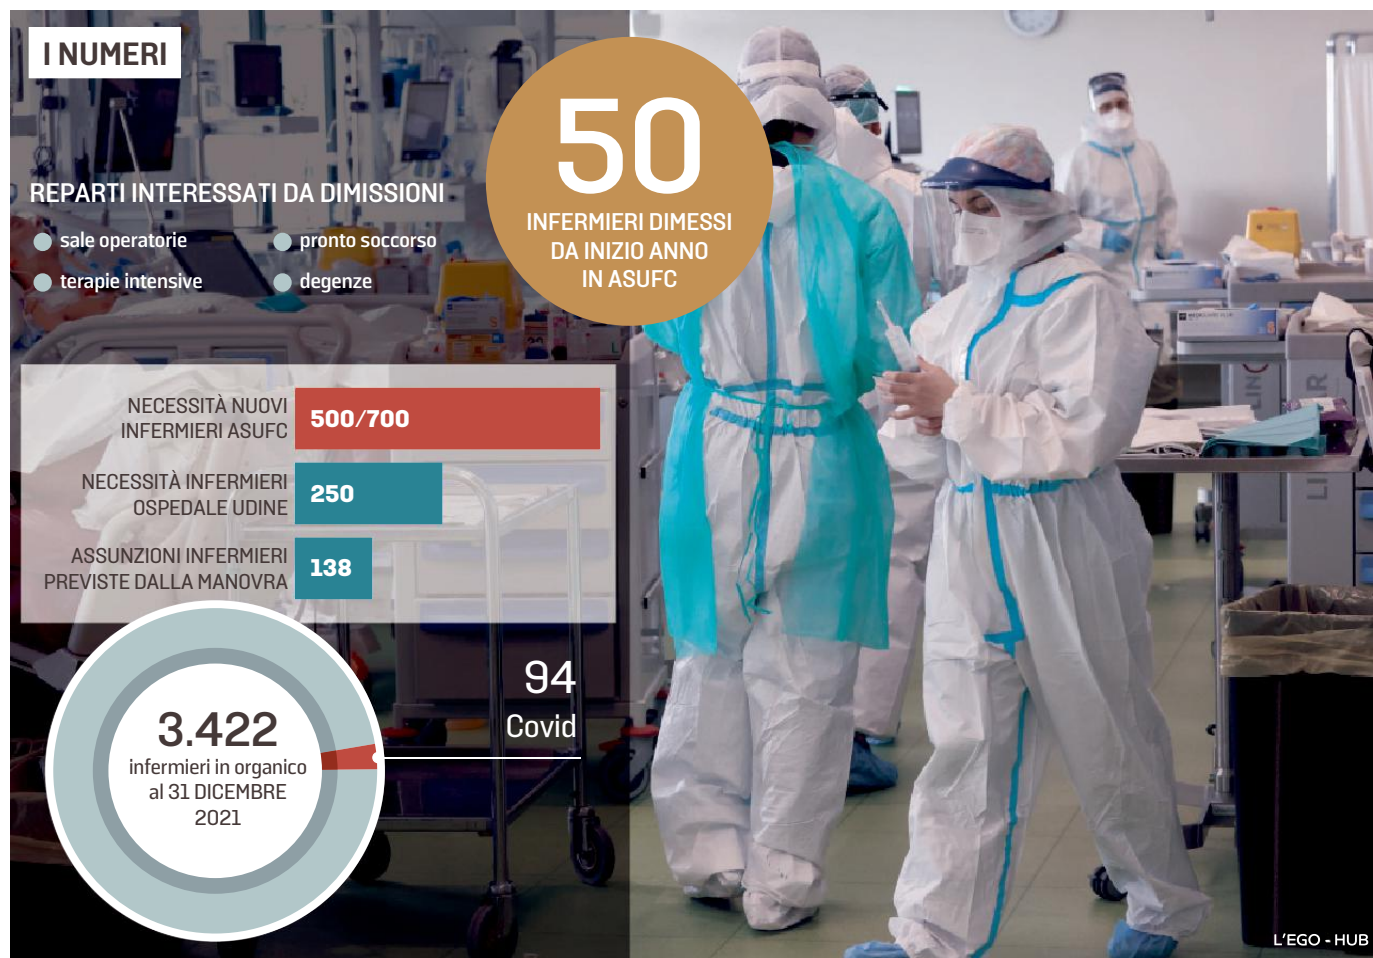 I NUMERI
REPARTI INTERESSATI DA DIMISSIONI
sale operatorie
pronto soccorso
terapie intensive
degenze
50
INFERMIERI DIMESSI
DA INIZIO ANNO
IN ASUFC
NECESSITÀ NUOVI
INFERMIERI ASUFC
500/700
NECESSITÀ INFERMIERI
OSPEDALE UDINE
250
ASSUNZIONI INFERMIERI
PREVISTE DALLA MANOVRA
138
3.422
infermieri in organico
al 31 DICEMBRE
2021
94
Covid
L'EGO - HUB